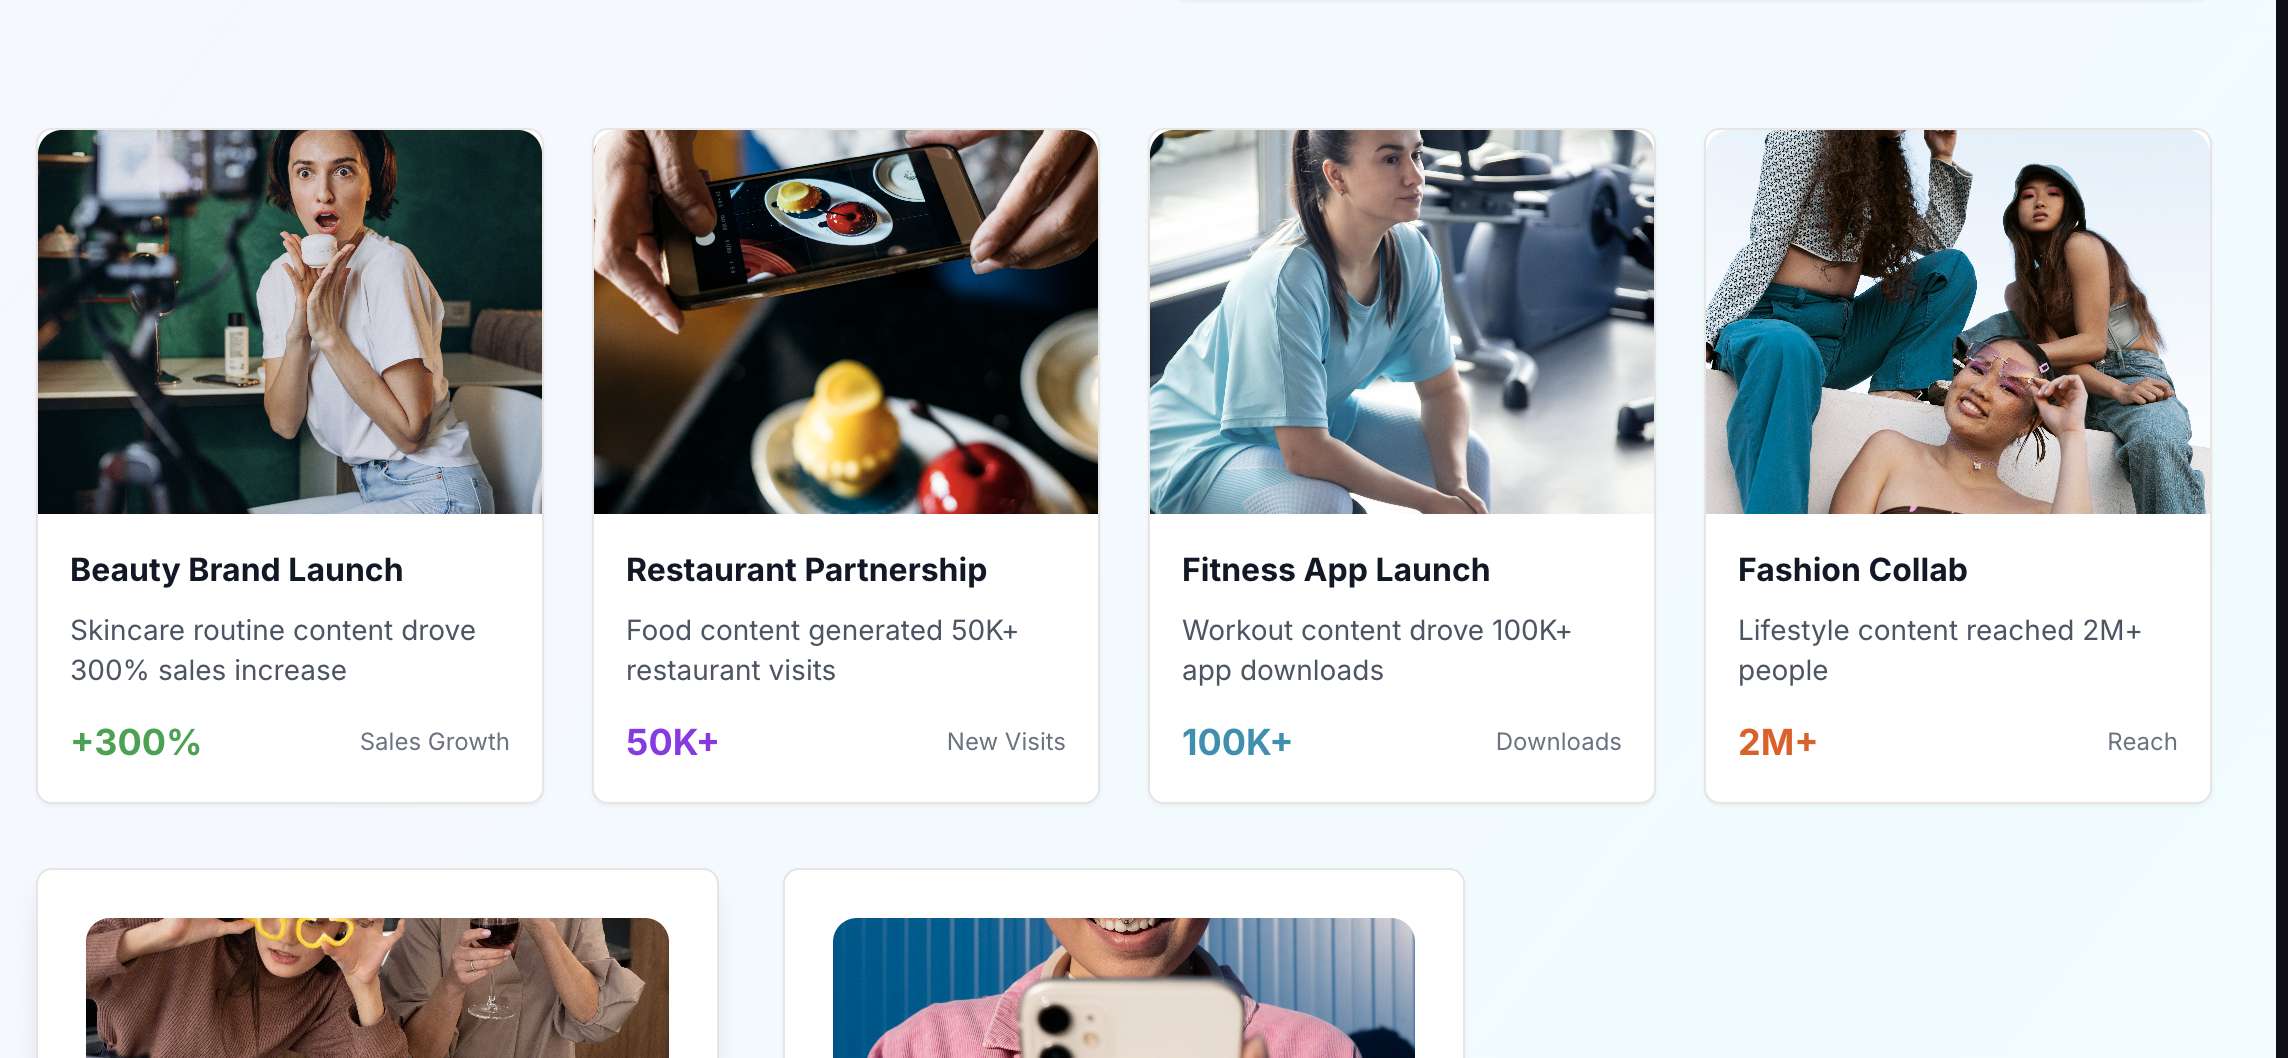 Beauty Brand Launch
Skincare routine content drove
300% sales increase
+300%
Sales Growth
Restaurant Partnership
Food content generated 50K+
restaurant visits
50K+
New Visits
Fitness App Launch
Workout content drove 100K+
app downloads
100K+
Downloads
Fashion Collab
Lifestyle content reached 2M+
people
2M+
Reach